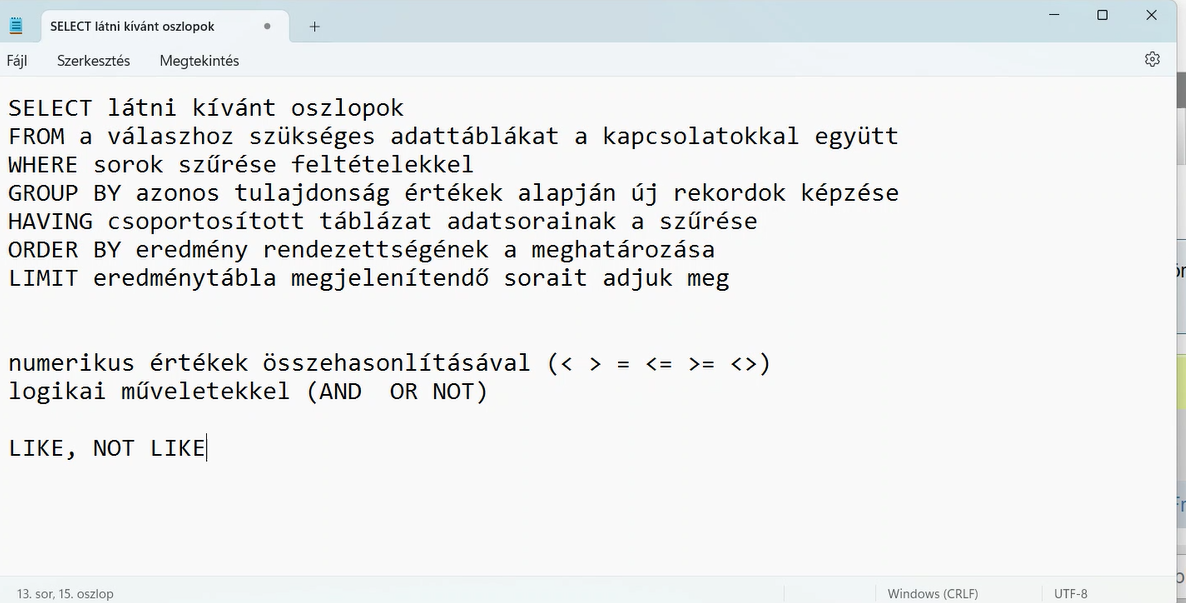 SELECT látni kívánt oszlopok
Fájl Szerkesztés Megtekintés
SELECT látni kívánt oszlopok
FROM a válaszhoz szükséges adattáblákat a kapcsolatokkal együtt
WHERE sorok szűrése feltételekkel
GROUP BY azonos tulajdonság értékek alapján új rekordok képzése
HAVING csoportosított táblázat adatsorainak a szűrése
ORDER BY eredmény rendezettségének a meghatározása
LIMIT eredménytábla megjelenítendő sorait adjuk meg
numerikus értékek összehasonlításával (< > = <= >= <>)
logikai műveletekkel (AND  OR NOT)
LIKE, NOT LIKE
13. sor, 15. oszlop Windows (CRLF) UTF-8